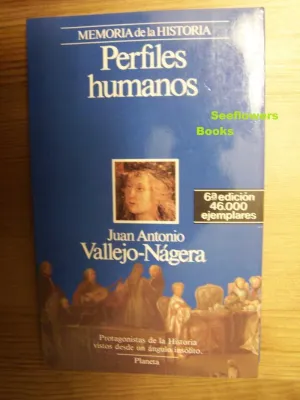 MEMORIA de la HISTORIA
Perfiles
humanos
Seeflowers
Books
6ª edición
46.000
ejemplares
Juan Antonio
Vallejo-Nágera
Protagonistas de la Historia
vistos desde un ángulo insólito.
Planeta